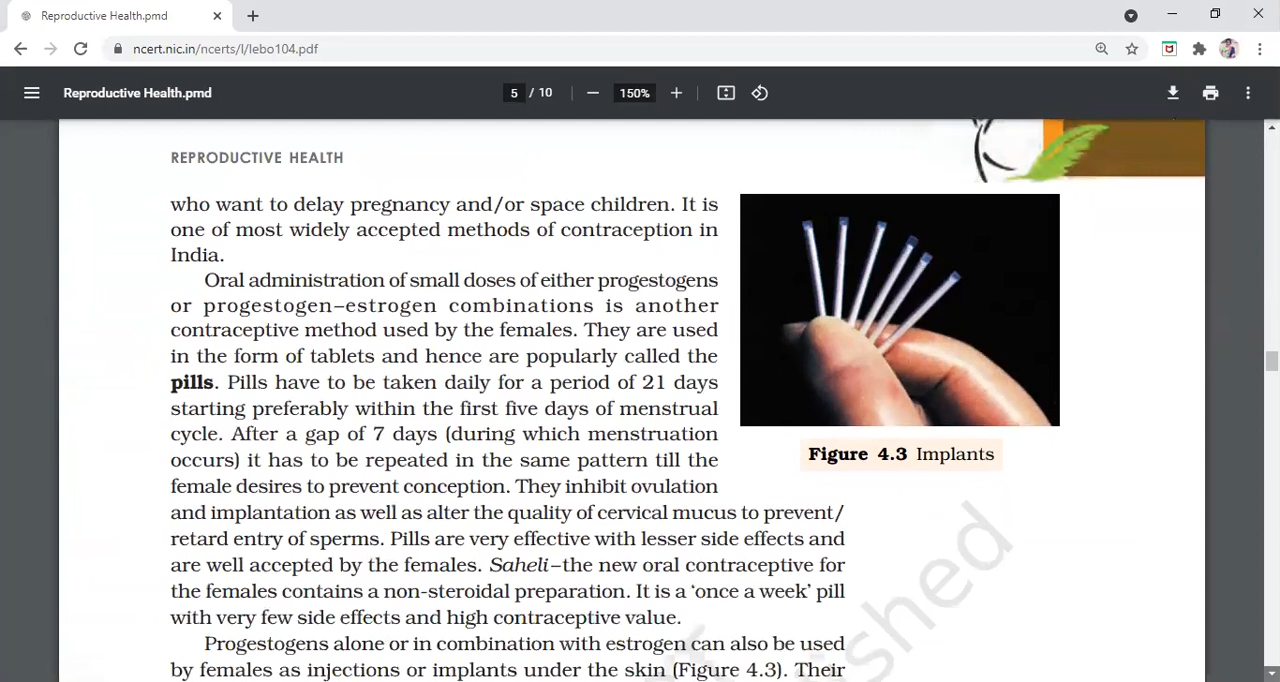 Reproductive Health.pmd
ncert.nic.in/ncerts/l/lebo104.pdf
Reproductive Health.pmd
5 / 10
150%
REPRODUCTIVE HEALTH
who want to delay pregnancy and/or space children. It is
one of most widely accepted methods of contraception in
India.
Oral administration of small doses of either progestogens
or progestogen–estrogen combinations is another
contraceptive method used by the females. They are used
in the form of tablets and hence are popularly called the
pills. Pills have to be taken daily for a period of 21 days
starting preferably within the first five days of menstrual
cycle. After a gap of 7 days (during which menstruation
occurs) it has to be repeated in the same pattern till the
female desires to prevent conception. They inhibit ovulation
and implantation as well as alter the quality of cervical mucus to prevent/
retard entry of sperms. Pills are very effective with lesser side effects and
are well accepted by the females. Saheli–the new oral contraceptive for
the females contains a non-steroidal preparation. It is a ‘once a week’ pill
with very few side effects and high contraceptive value.
Progestogens alone or in combination with estrogen can also be used
by females as injections or implants under the skin (Figure 4.3). Their
Figure 4.3 Implants